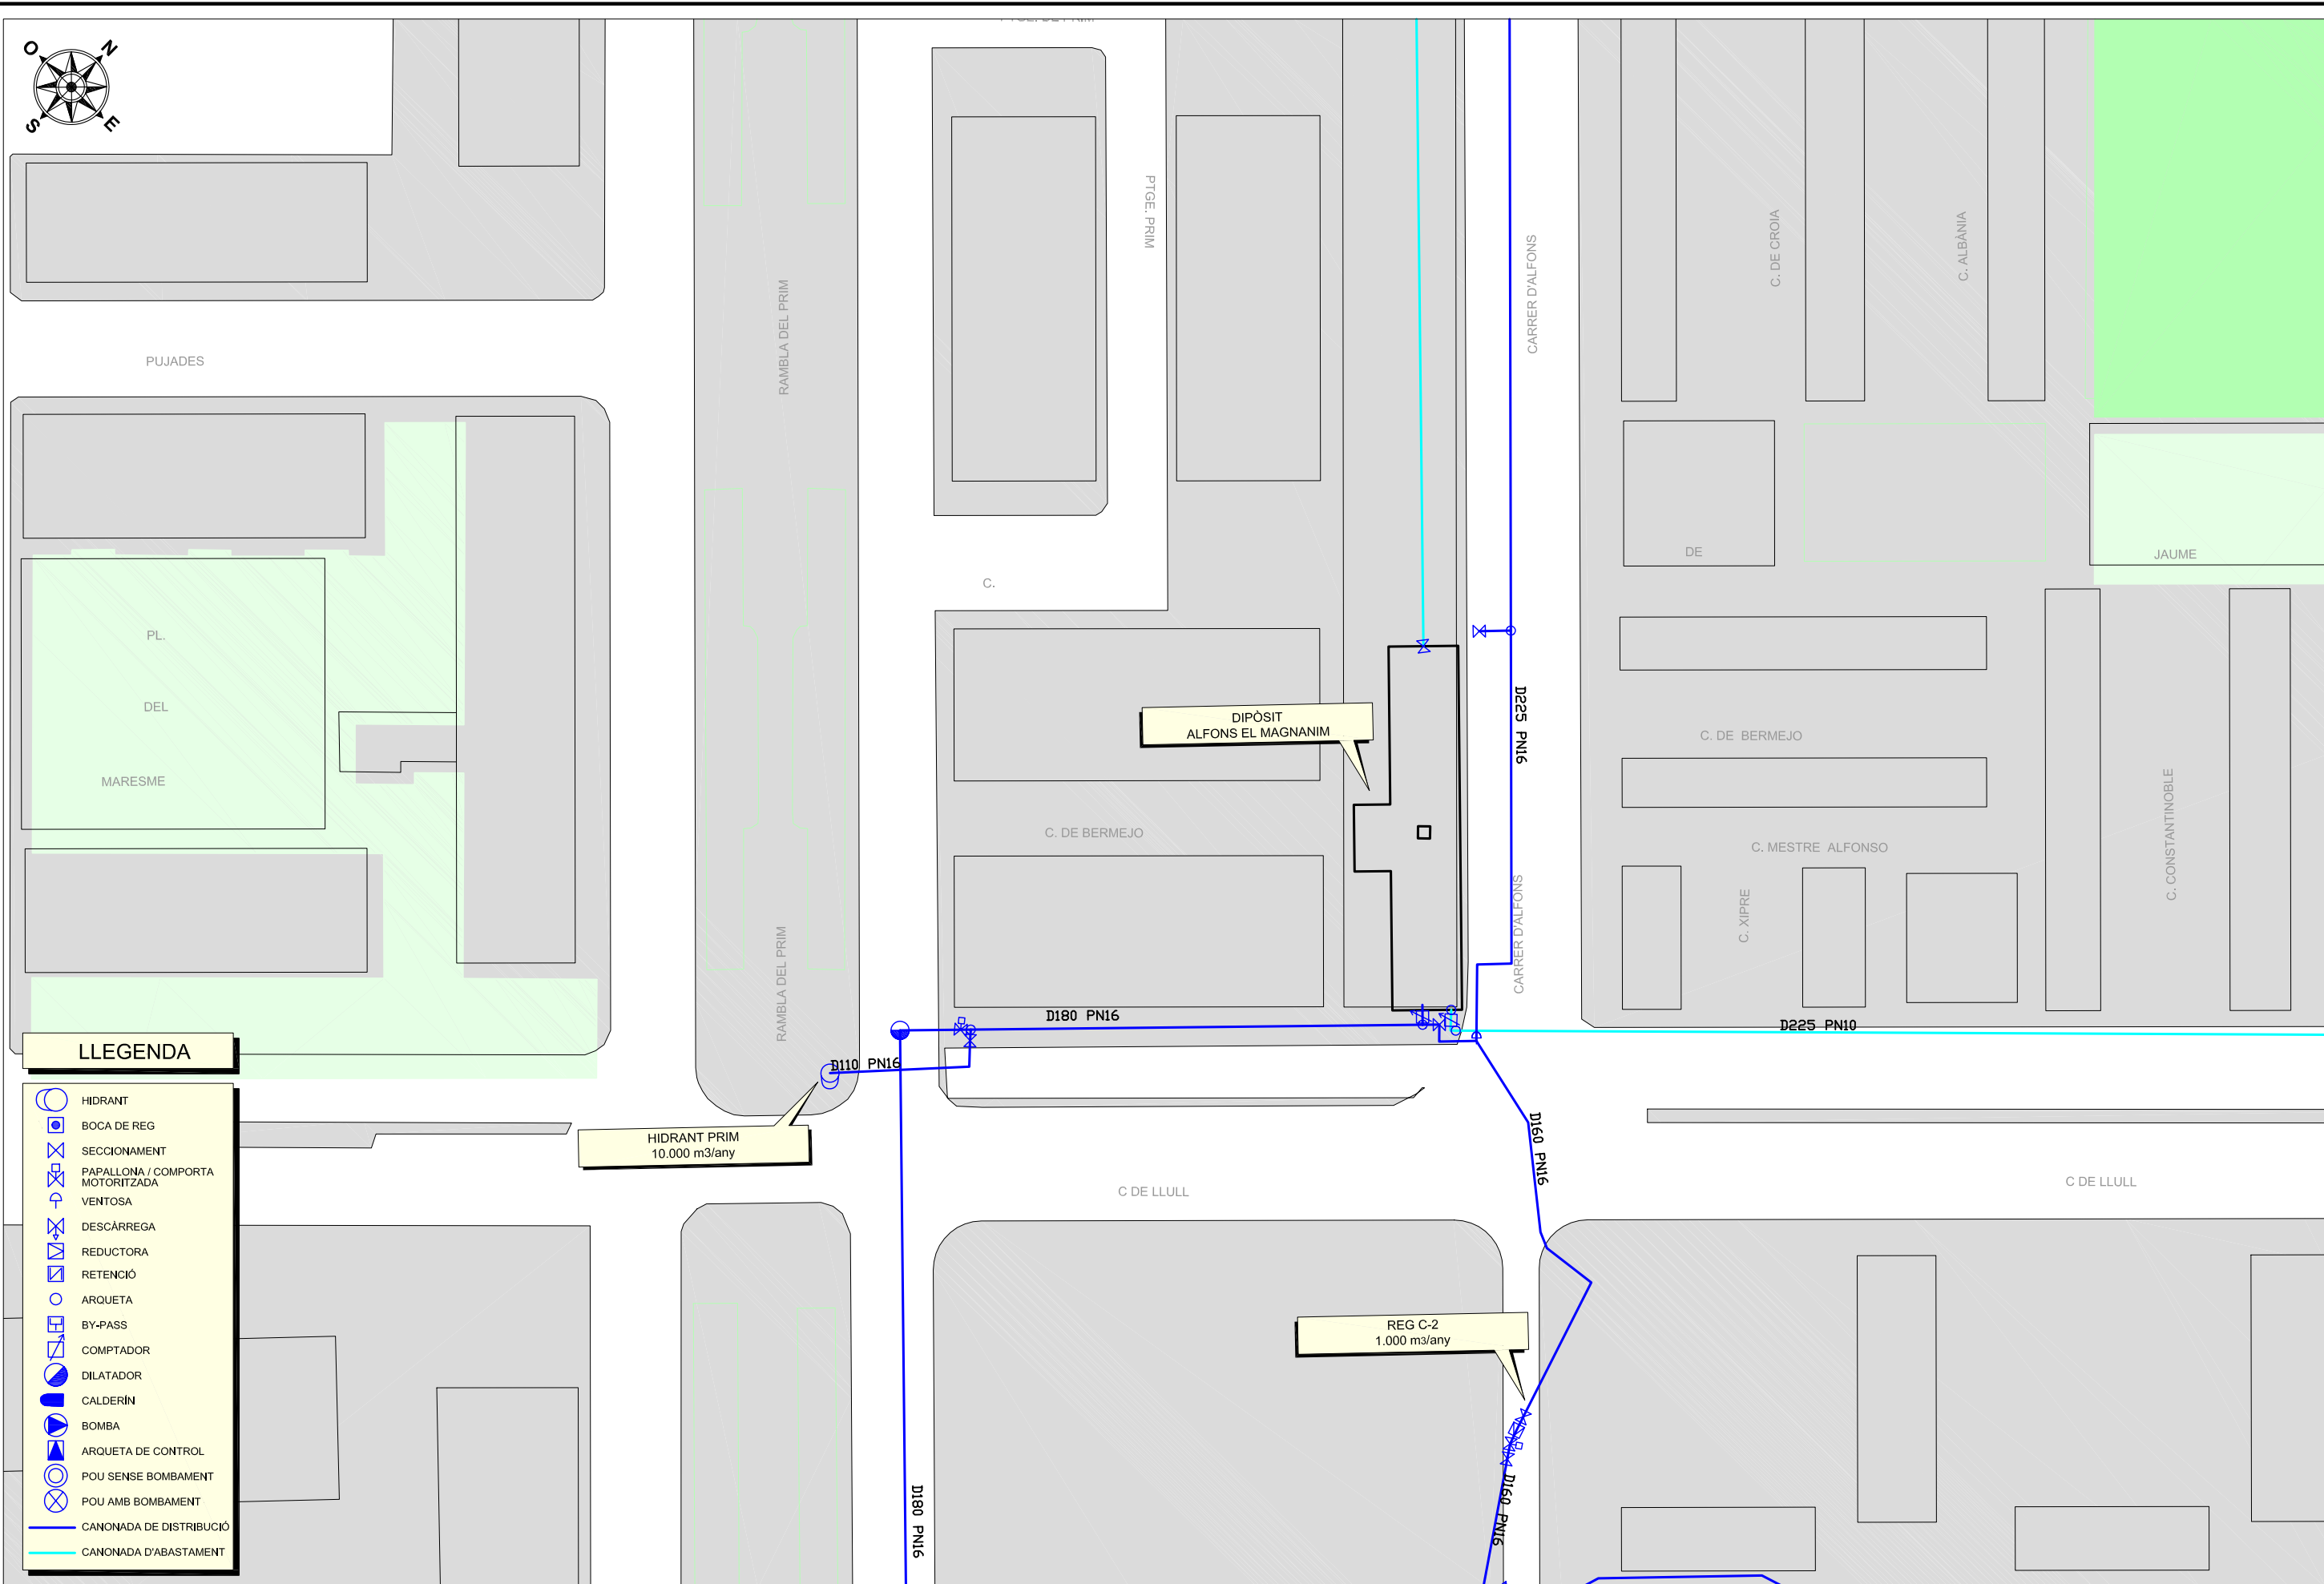 O
N
S
E
PTGE. PRIM
RAMBLA DEL PRIM
CARRER D'ALFONS
C. DE CROIA
C. ALBÀNIA
PUJADES
C.
DE
JAUME
PL.
DEL
MARESME
DIPÒSIT
ALFONS EL MAGNANIM
D225 PN16
C. DE BERMEJO
C. DE BERMEJO
C. MESTRE ALFONSO
C. XIPRE
C. CONSTANTINOBLE
CARRER D'ALFONS
RAMBLA DEL PRIM
D180 PN16
D225 PN10
D110 PN16
HIDRANT PRIM
10.000 m3/any
D160 PN16
C DE LLULL
C DE LLULL
REG C-2
1.000 m3/any
D180 PN16
D160 PN16
LLEGENDA
HIDRANT
BOCA DE REG
SECCIONAMENT
PAPALLONA / COMPORTA
MOTORITZADA
VENTOSA
DESCÀRREGA
REDUCTORA
RETENCIÓ
ARQUETA
BY-PASS
COMPTADOR
DILATADOR
CALDERÍN
BOMBA
ARQUETA DE CONTROL
POU SENSE BOMBAMENT
POU AMB BOMBAMENT
CANONADA DE DISTRIBUCIÓ
CANONADA D'ABASTAMENT